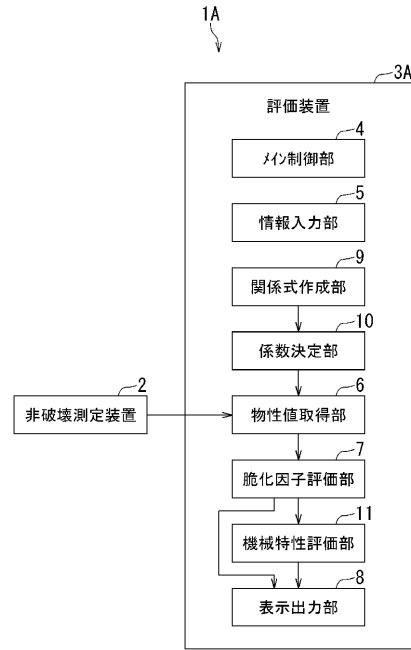 1A
3A
評価装置
4
メイン制御部
5
情報入力部
9
関係式作成部
10
係数決定部
2
非破壊測定装置
6
物性値取得部
7
脆化因子評価部
11
機械特性評価部
8
表示出力部